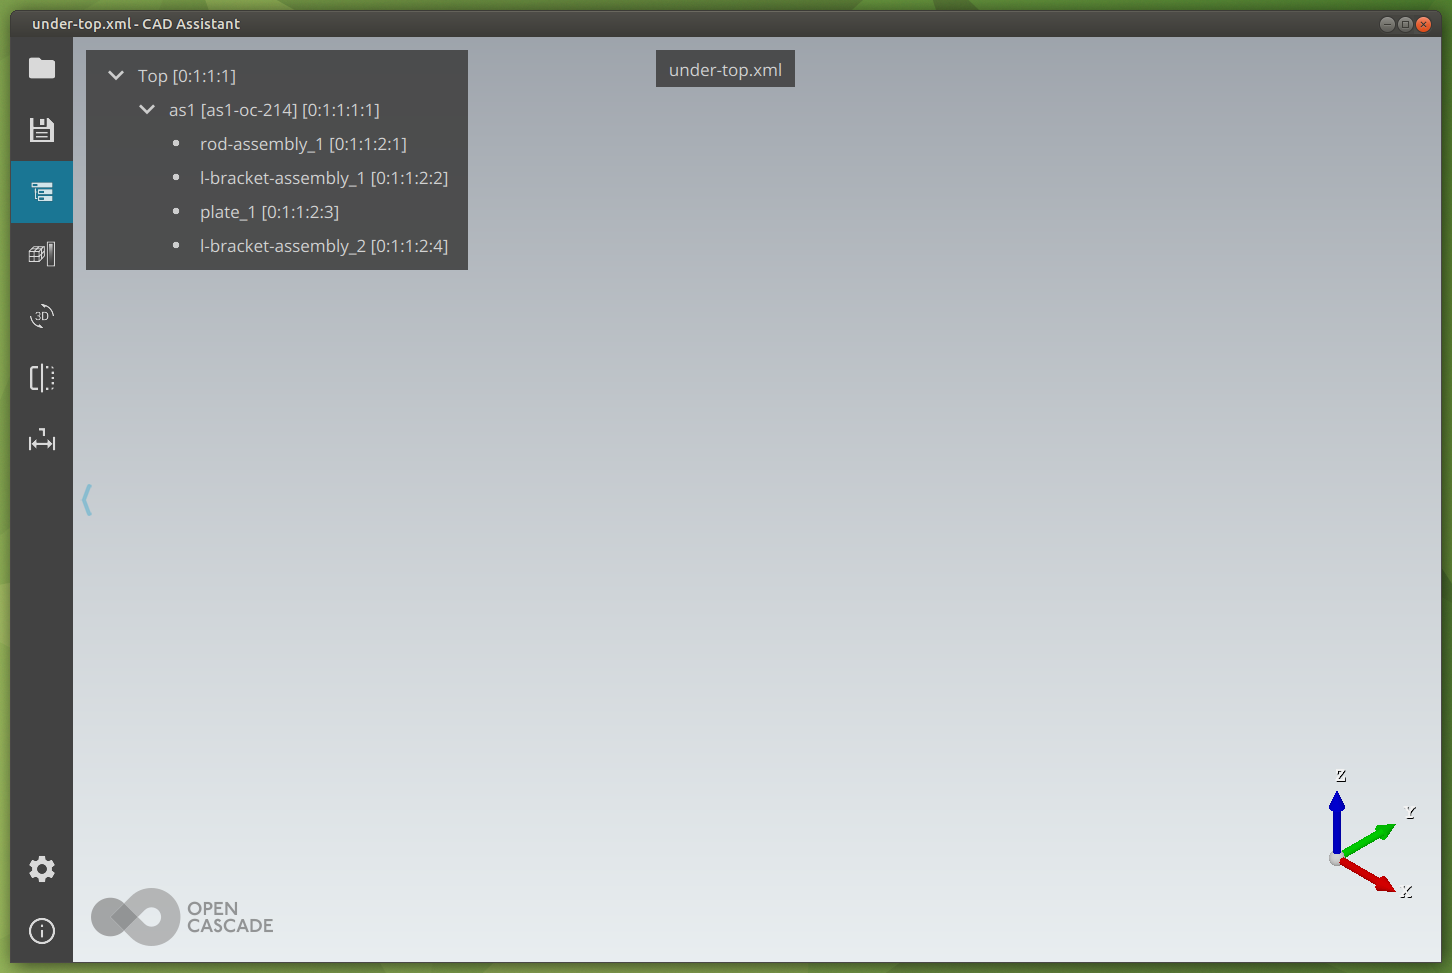 under-top.xml - CAD Assistant
under-top.xml
Top [0:1:1:1]
as1 [as1-oc-214] [0:1:1:1:1]
rod-assembly_1 [0:1:1:2:1]
l-bracket-assembly_1 [0:1:1:2:2]
plate_1 [0:1:1:2:3]
l-bracket-assembly_2 [0:1:1:2:4]
3D
Z
Y
X
OPEN
CASCADE